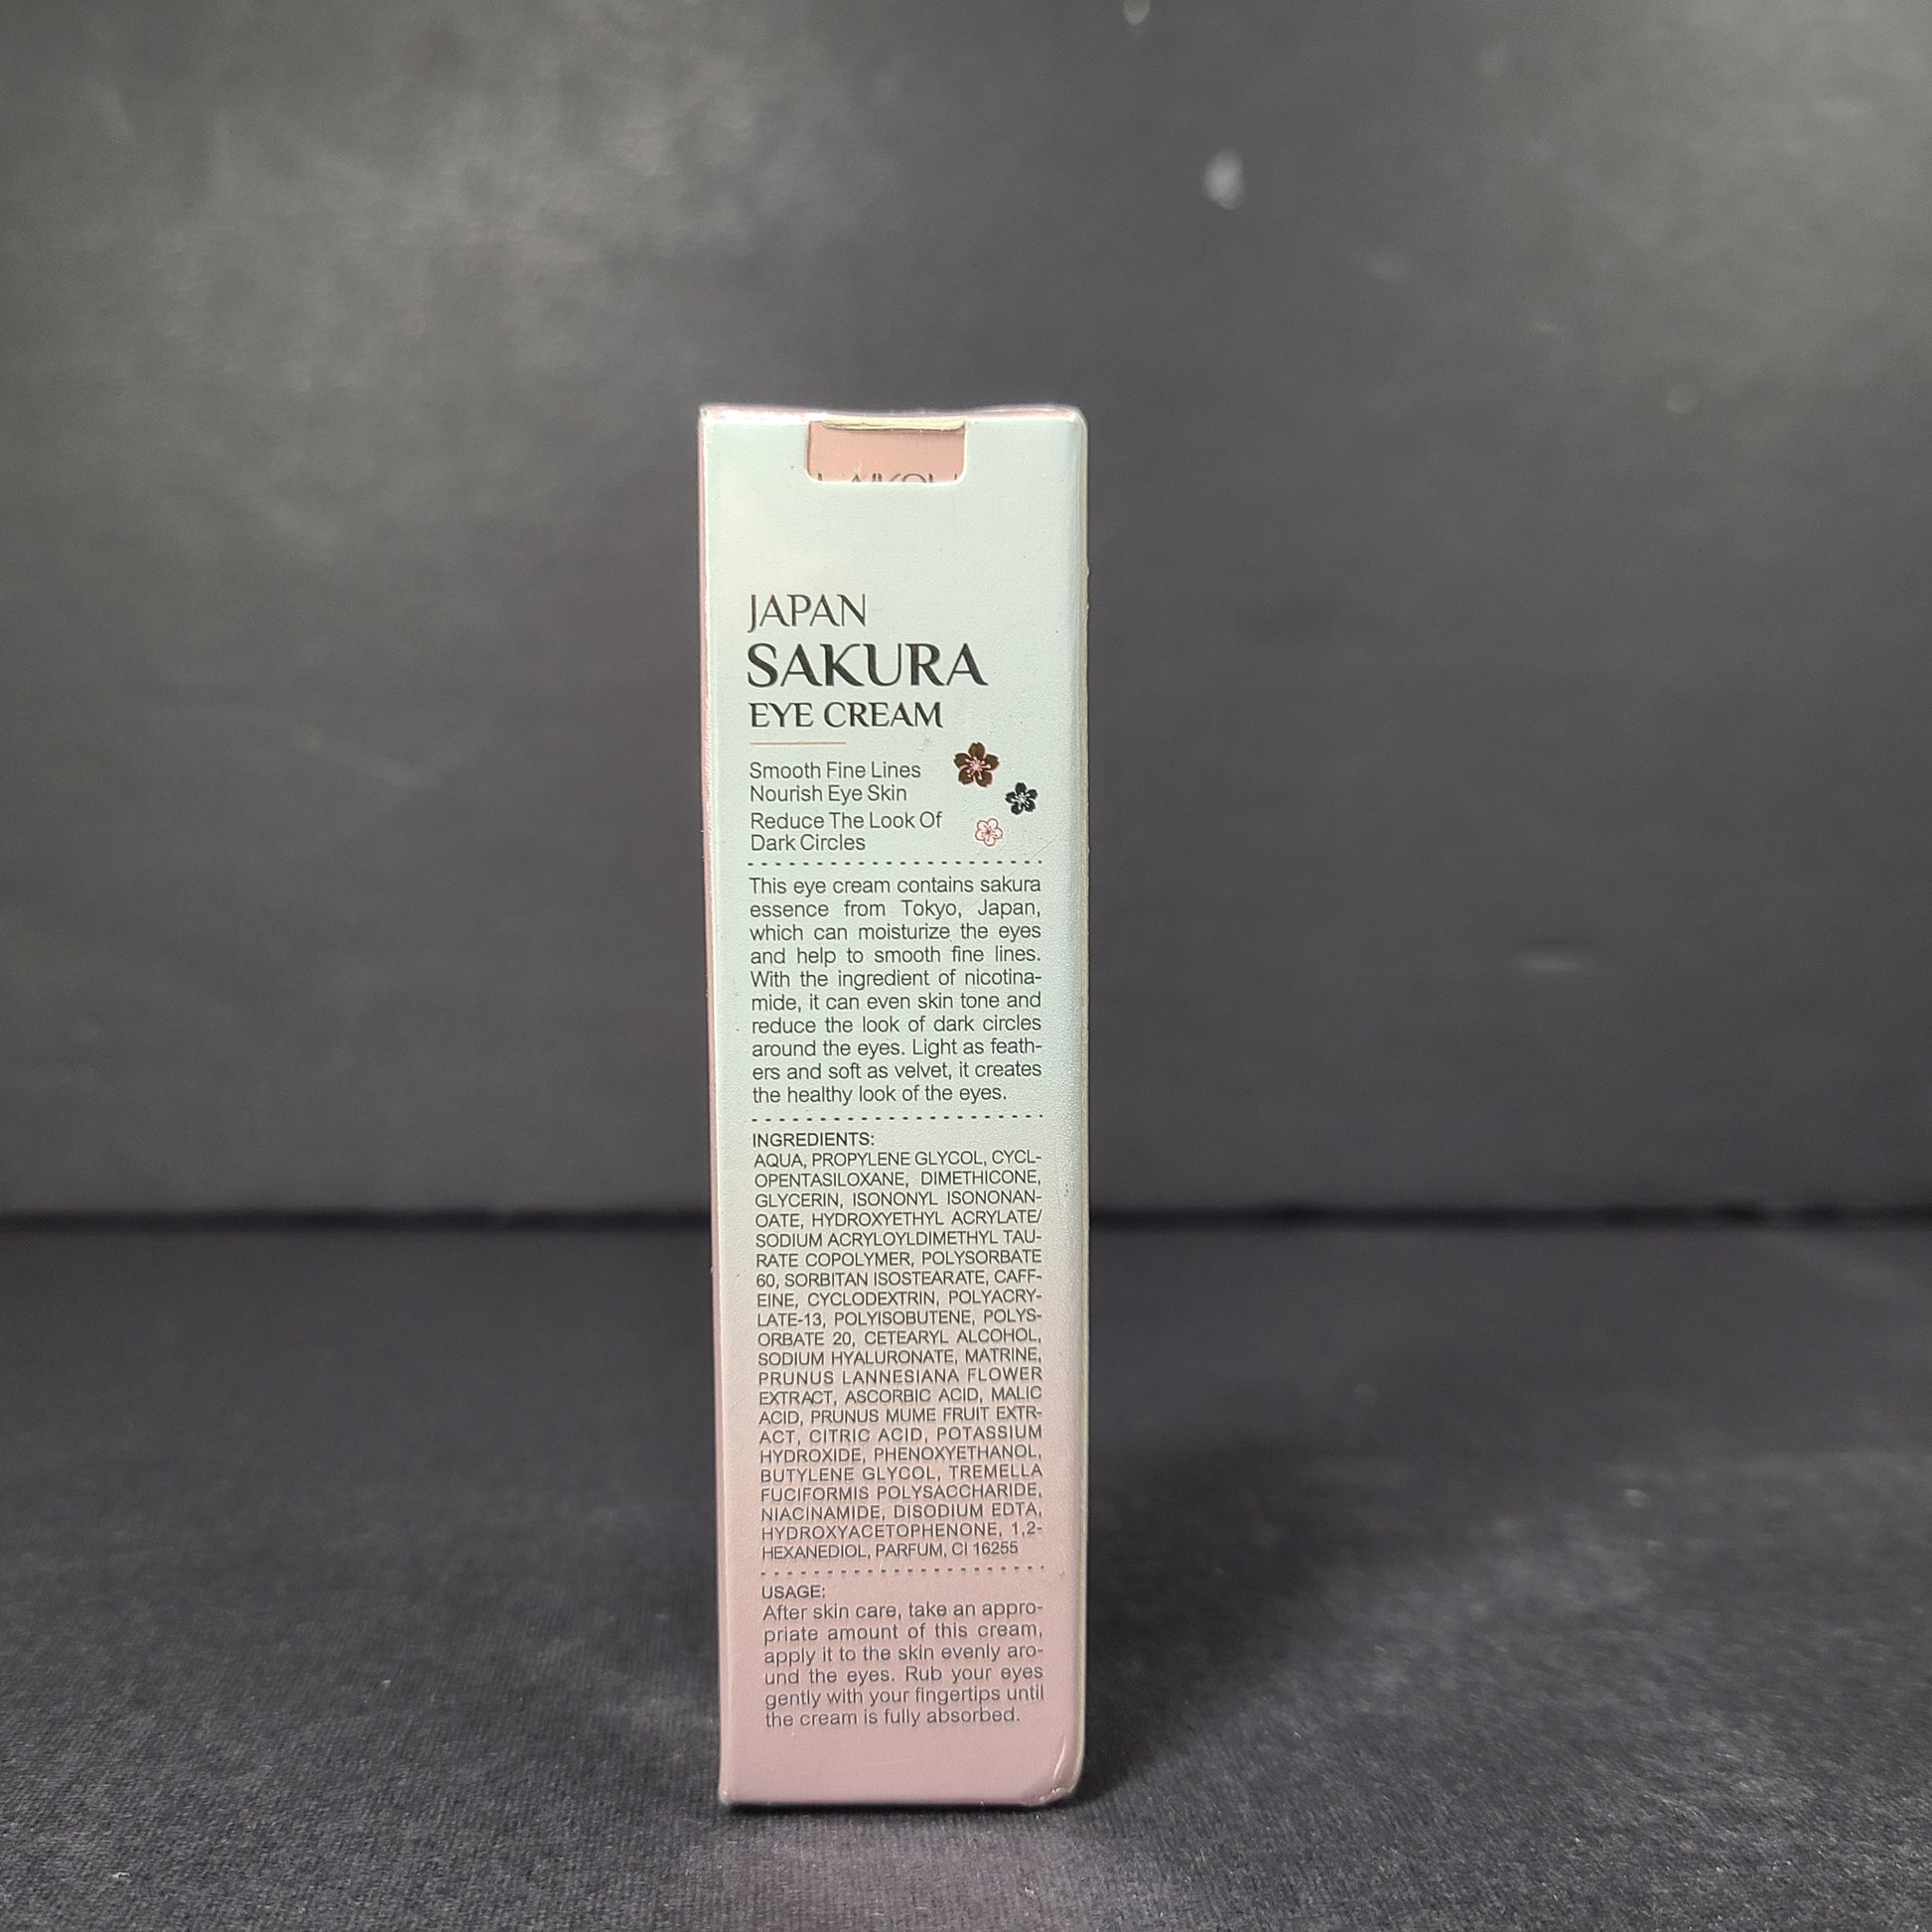 JAPAN
SAKURA
EYE CREAM
Smooth Fine Lines
Nourish Eye Skin
Reduce The Look Of
Dark Circles
This eye cream contains sakura
essence from Tokyo, Japan,
which can moisturize the eyes
and help to smooth fine lines.
With the ingredient of nicotina-
mide, it can even skin tone and
reduce the look of dark circles
around the eyes. Light as feath-
ers and soft as velvet, it creates
the healthy look of the eyes.
INGREDIENTS:
AQUA, PROPYLENE GLYCOL, CYCL-
OPENTASILOXANE, DIMETHICONE,
GLYCERIN, ISONONYL ISONONAN-
OATE, HYDROXYETHYL ACRYLATE/
SODIUM ACRYLOYLDIMETHYL TAU-
RATE COPOLYMER, POLYSORBATE
60, SORBITAN ISOSTEARATE, CAFF-
EINE, CYCLODEXTRIN, POLYACRY-
LATE-13, POLYISOBUTENE, POLYS-
ORBATE 20, CETEARYL ALCOHOL,
SODIUM HYALURONATE, MATRINE,
PRUNUS LANNESIANA FLOWER
EXTRACT, ASCORBIC ACID, MALIC
ACID, PRUNUS MUME FRUIT EXTR-
ACT, CITRIC ACID, POTASSIUM
HYDROXIDE, PHENOXYETHANOL,
BUTYLENE GLYCOL, TREMELLA
FUCIFORMIS POLYSACCHARIDE,
NIACINAMIDE, DISODIUM EDTA,
HYDROXYACETOPHENONE, 1,2-
HEXANEDIOL, PARFUM, CI 16255
USAGE:
After skin care, take an appro-
priate amount of this cream,
apply it to the skin evenly aro-
und the eyes. Rub your eyes
gently with your fingertips until
the cream is fully absorbed.